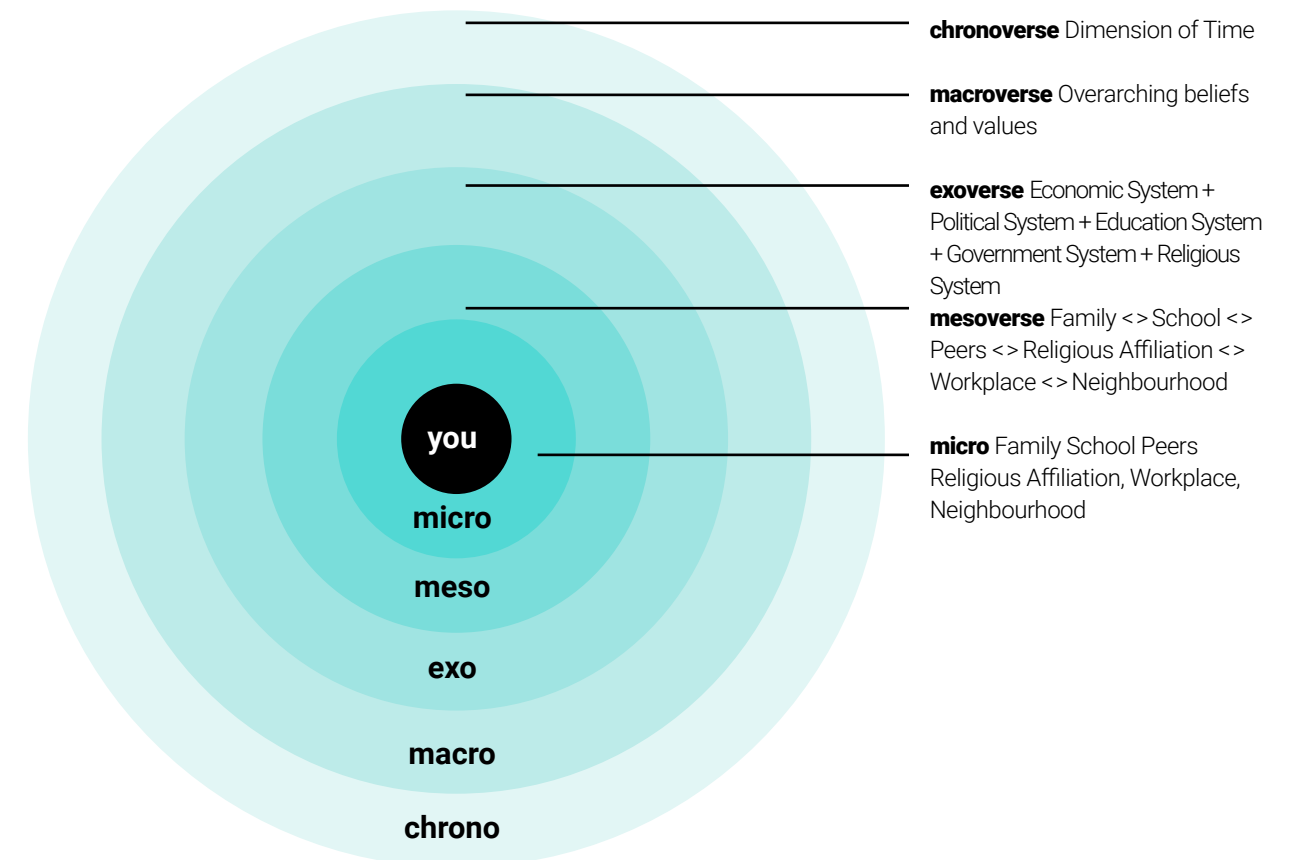 chronoverse Dimension of Time
macroverse Overarching beliefs
and values
exoverse Economic System +
Political System + Education System
+ Government System + Religious
System
mesoverse Family <> School <>
Peers <> Religious Affiliation <>
Workplace <> Neighbourhood
micro Family School Peers
Religious Affiliation, Workplace,
Neighbourhood
you
micro
meso
exo
macro
chrono